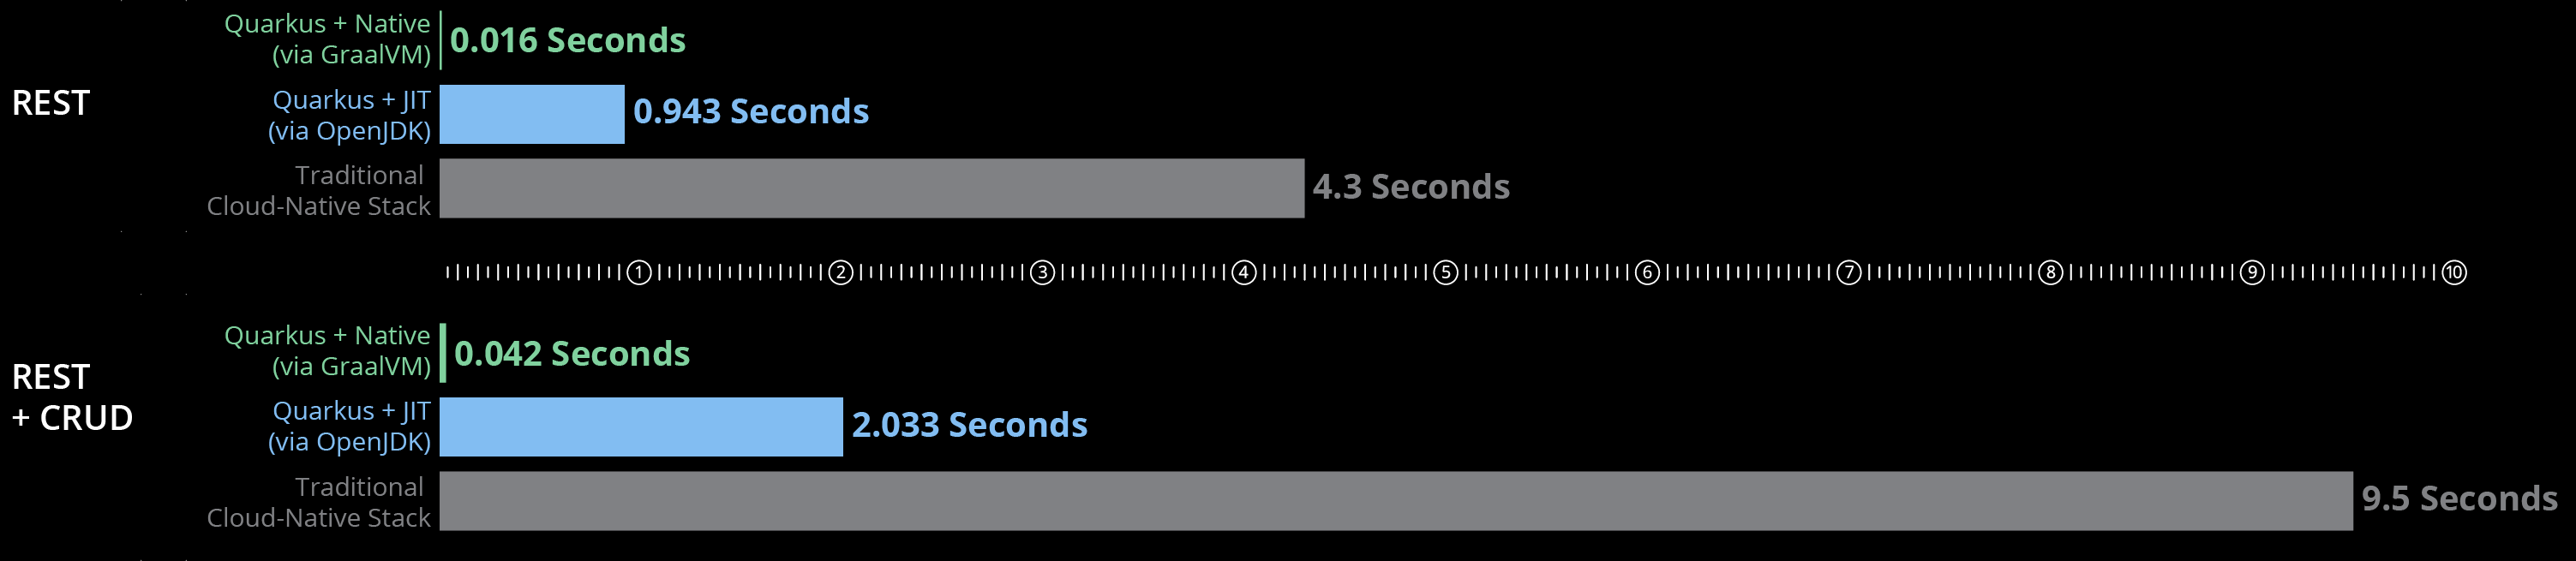 REST
Quarkus + Native
(via GraalVM)
0.016 Seconds
Quarkus + JIT
(via OpenJDK)
0.943 Seconds
Traditional
Cloud-Native Stack
4.3 Seconds
1 2 3 4 5 6 7 8 9 10
REST
+ CRUD
Quarkus + Native
(via GraalVM)
0.042 Seconds
Quarkus + JIT
(via OpenJDK)
2.033 Seconds
Traditional
Cloud-Native Stack
9.5 Seconds